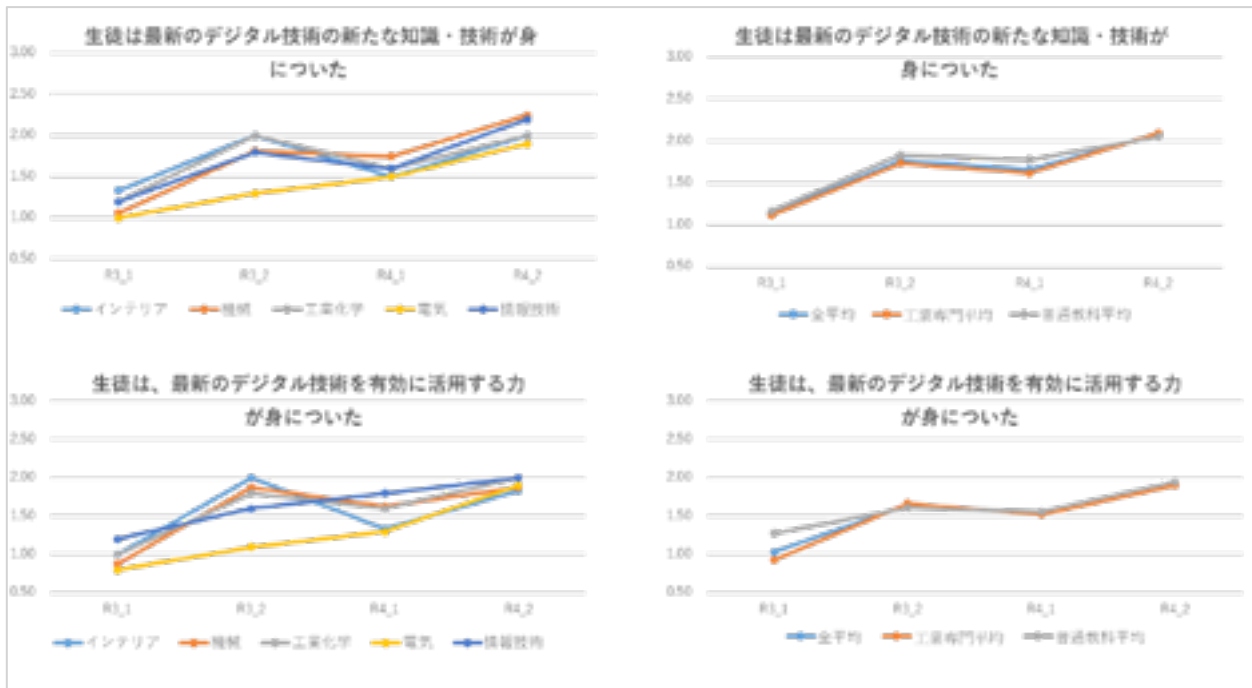 生徒は最新のデジタル技術の新たな知識・技術が身
についた
3.00
2.50
2.00
1.50
1.00
0.50
R3_1 R3_2 R4_1 R4_2
インテリア 機械 工業化学 電気 情報技術
生徒は最新のデジタル技術の新たな知識・技術が
身についた
3.00
2.50
2.00
1.50
1.00
0.50
R3_1 R3_2 R4_1 R4_2
全平均 工業専門平均 普通教科平均
生徒は、最新のデジタル技術を有効に活用する力
が身についた
3.00
2.50
2.00
1.50
1.00
0.50
R3_1 R3_2 R4_1 R4_2
インテリア 機械 工業化学 電気 情報技術
生徒は、最新のデジタル技術を有効に活用する力
が身についた
3.00
2.50
2.00
1.50
1.00
0.50
R3_1 R3_2 R4_1 R4_2
全平均 工業専門平均 普通教科平均